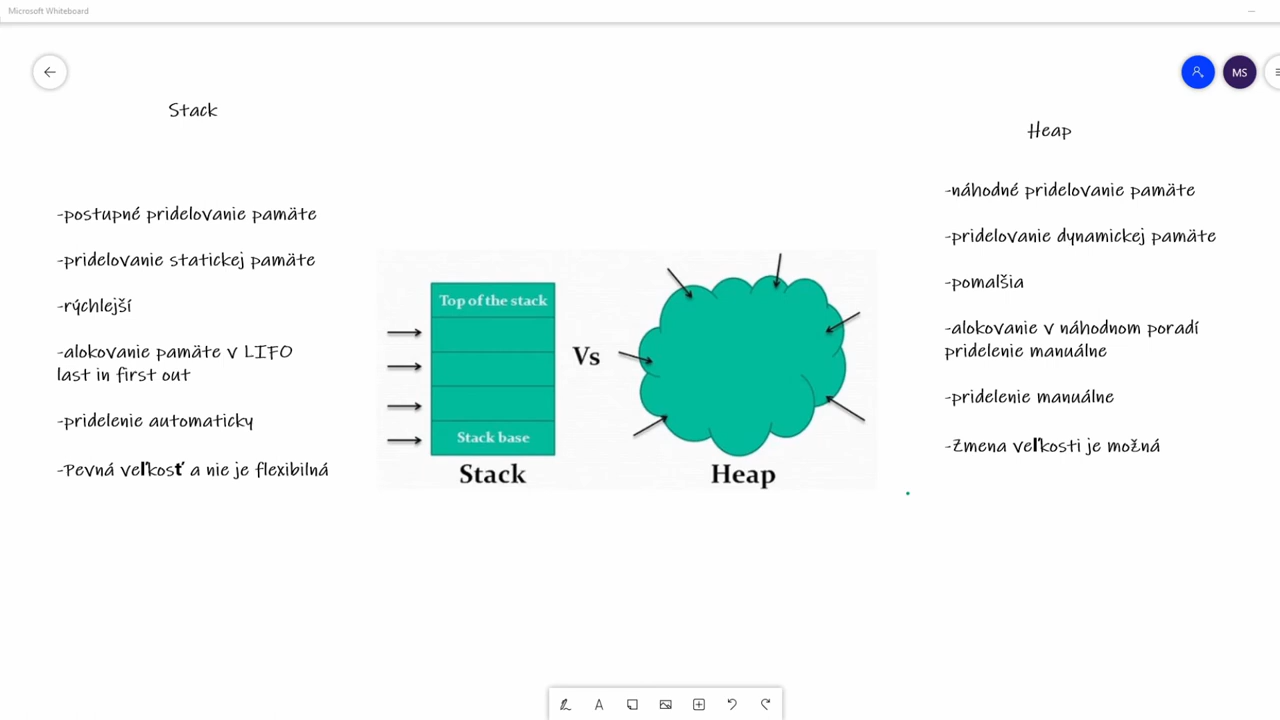 Microsoft Whiteboard
MS
Stack
-postupné pridelovanie pamäte
-pridelovanie statickej pamäte
-rýchlejší
-alokovanie pamäte v LIFO
last in first out
-pridelenie automaticky
-Pevná veľkosť a nie je flexibilná
Top of the stack
Stack base
Stack
Vs
Heap
Heap
-náhodné pridelovanie pamäte
-pridelovanie dynamickej pamäte
-pomalšia
-alokovanie v náhodnom poradí
pridelenie manuálne
-pridelenie manuálne
-Zmena veľkosti je možná